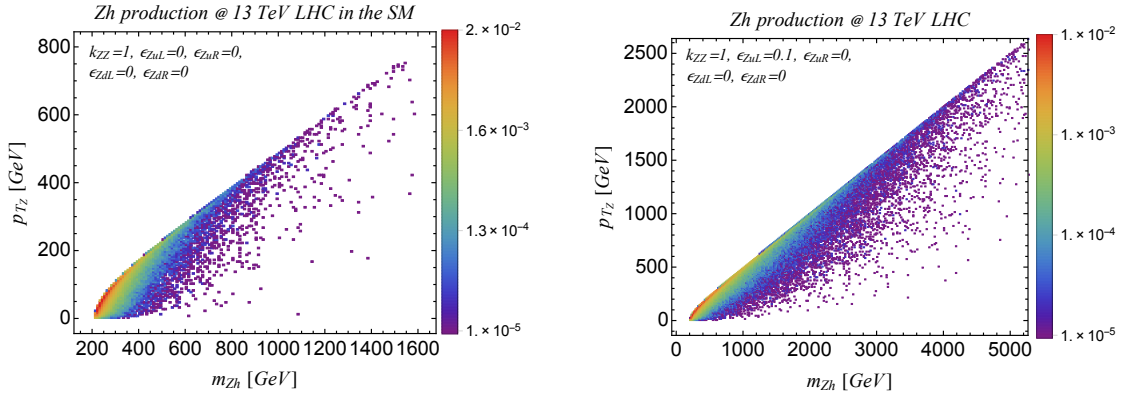 Zh production @ 13 TeV LHC in the SM
k_ZZ=1, ϵ_ZuL=0, ϵ_ZuR=0,
ϵ_ZdL=0, ϵ_ZdR=0
800
600
400
200
0
p_T_Z [GeV]
200 400 600 800 1000 1200 1400 1600
m_Zh [GeV]
2. × 10^-2
1.6 × 10^-3
1.3 × 10^-4
1. × 10^-5
Zh production @ 13 TeV LHC
k_ZZ=1, ϵ_ZuL=0.1, ϵ_ZuR=0,
ϵ_ZdL=0, ϵ_ZdR=0
2500
2000
1500
1000
500
0
p_T_Z [GeV]
0 1000 2000 3000 4000 5000
m_Zh [GeV]
1. × 10^-2
1. × 10^-3
1. × 10^-4
1. × 10^-5